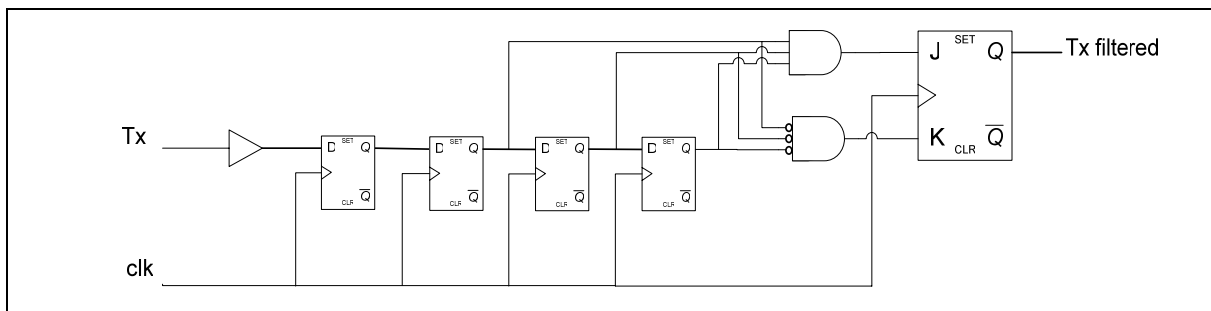 Tx
clk
D SET Q
CLR Q
D SET Q
CLR Q
D SET Q
CLR Q
D SET Q
CLR Q
J SET Q
K CLR Q
Tx filtered